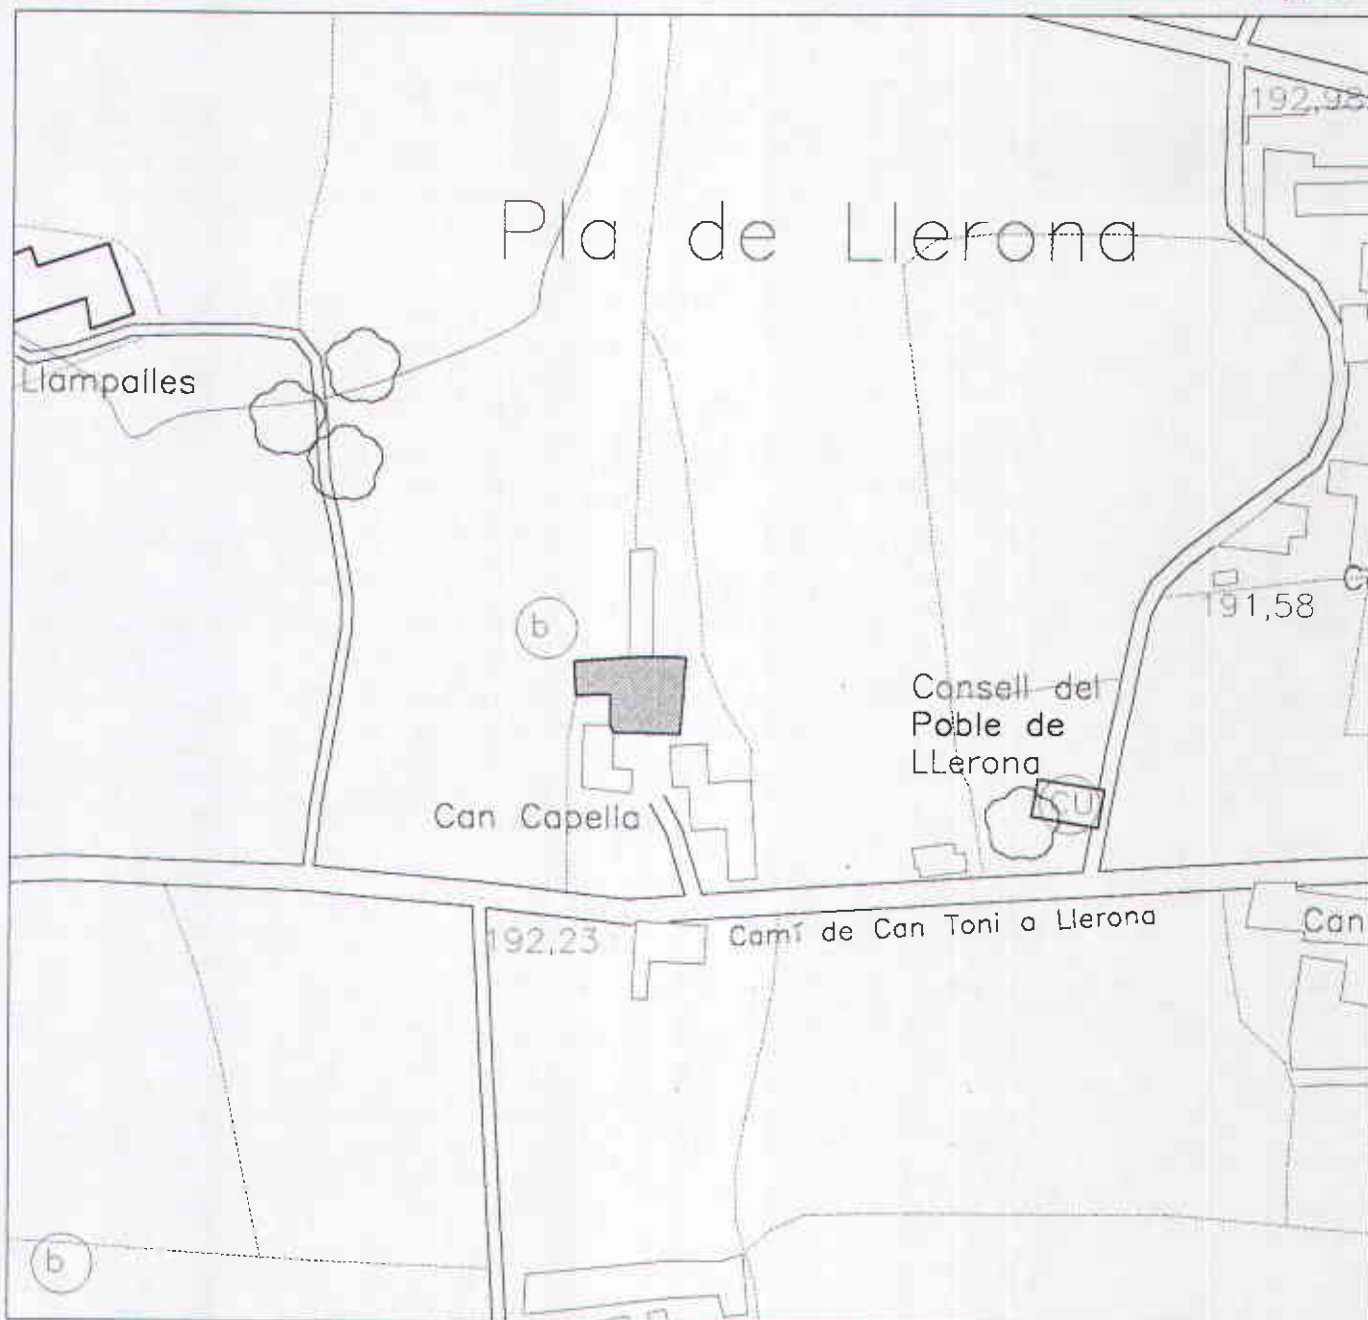 192,98
Pla de Llerona
Llampalles
b
191,58
Consell del
Poble de
LLerona
CU
Can Capella
Camí de Can Toni a Llerona
192,23
Can
b